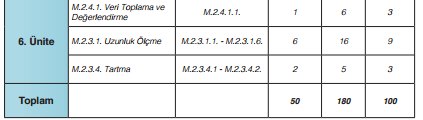 M.2.4.1. Veri Toplama ve
Değerlendirme
M.2.4.1.1.
1
6
3
6. Ünite
M.2.3.1. Uzunluk Ölçme
M.2.3.1.1. - M.2.3.1.6.
6
16
9
M.2.3.4. Tartma
M.2.3.4.1 - M.2.3.4.2.
2
5
3
Toplam
50
180
100